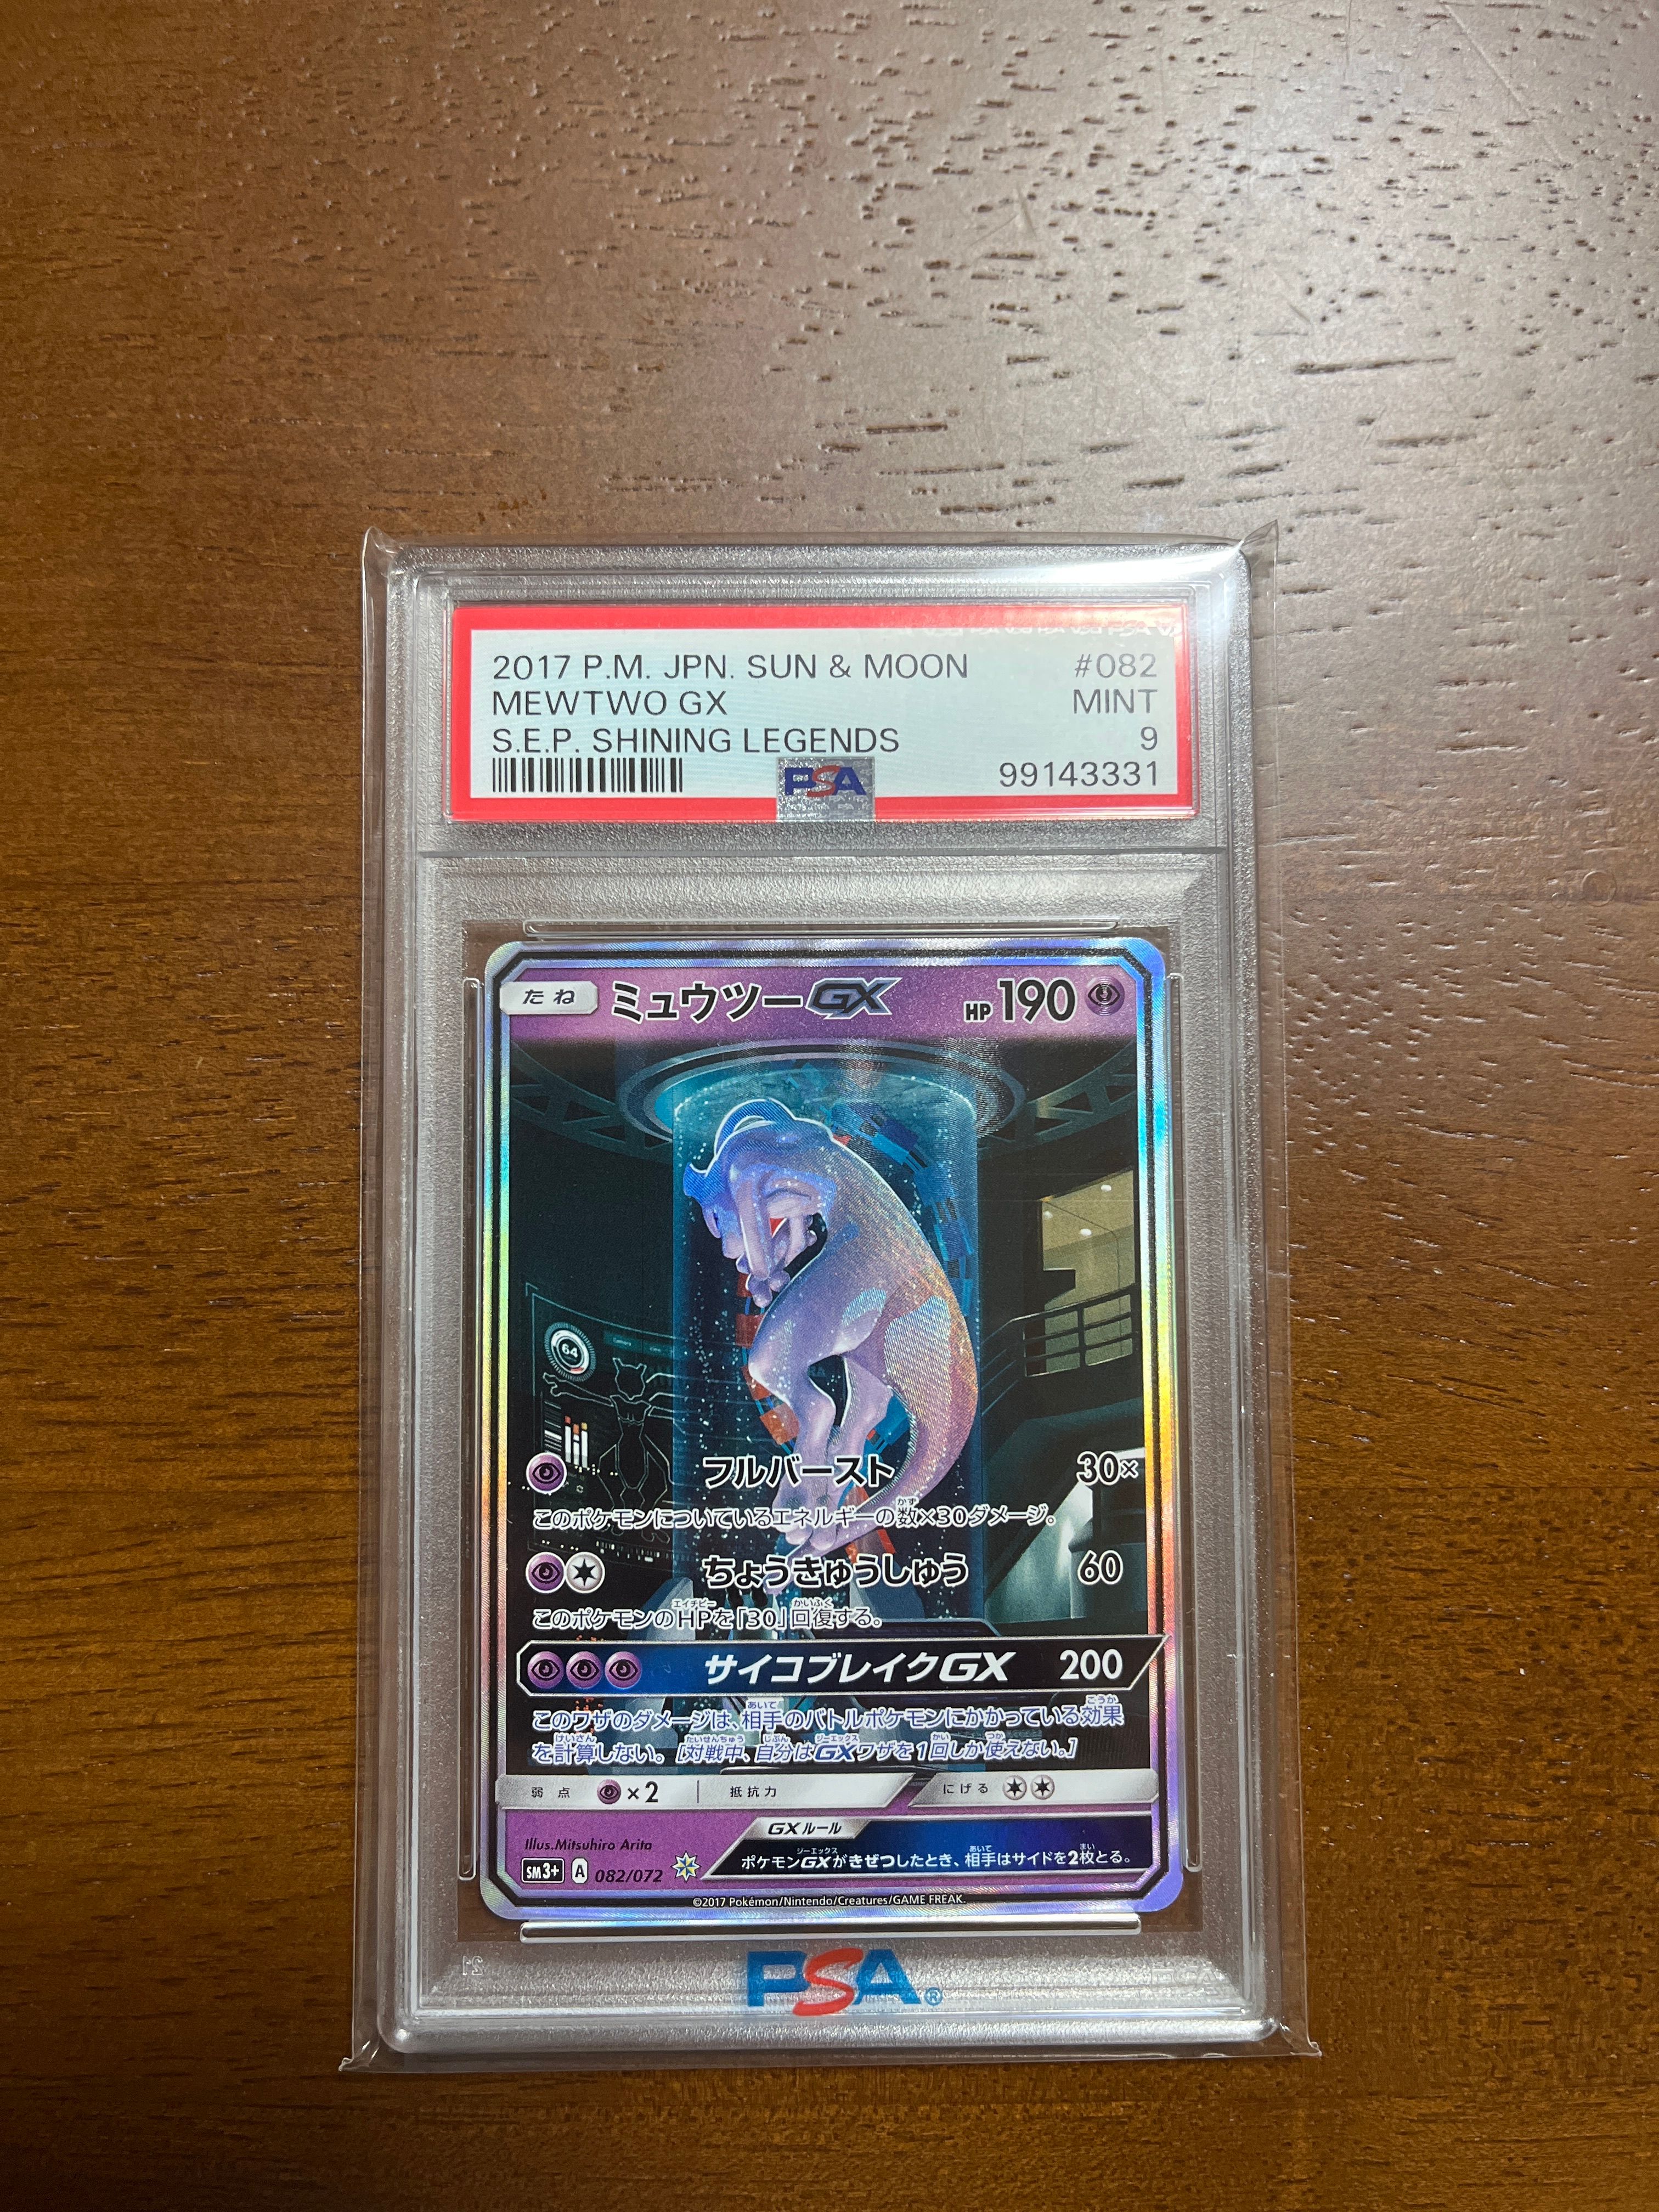 2017 P.M. JPN. SUN & MOON #082
MEWTWO GX MINT
S.E.P. SHINING LEGENDS 9
PSA 99143331
たね ミュウツーGX HP 190
64
フルバースト 30×
このポケモンについているエネルギーの数×30ダメージ。
ちょうきゅうしゅう 60
このポケモンのHPを「30」回復する。
サイコブレイクGX 200
このワザのダメージは、相手のバトルポケモンにかかっている効果
を計算しない。[対戦中、自分はGXワザを1回しか使えない。]
弱点 ×2 抵抗力 にげる
GXルール
Illus.Mitsuhiro Arita
ポケモンGXがきぜつしたとき、相手はサイドを2枚とる。
SM3+ A 082/072
©2017 Pokémon/Nintendo/Creatures/GAME FREAK.
PSA®